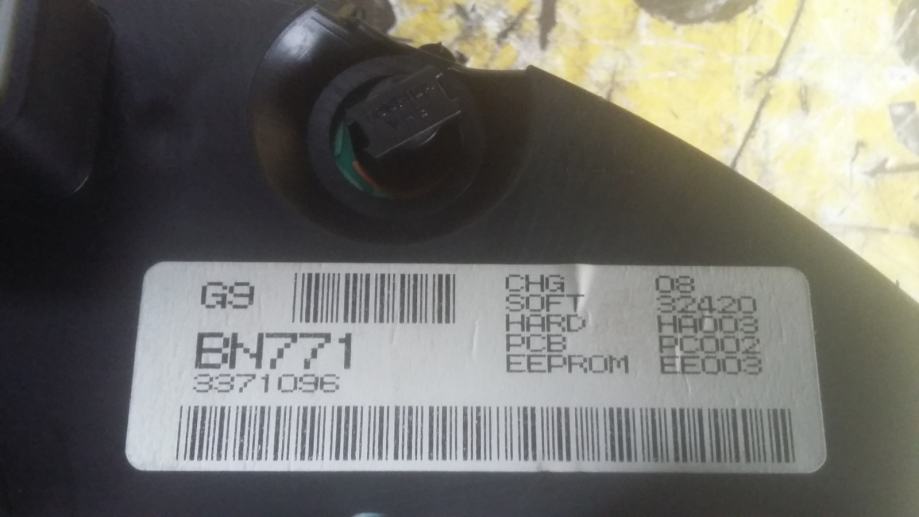 G9
BN771
3371096
CHG 08
SOFT 32420
HARD HA003
PCB PC002
EEPROM EE003